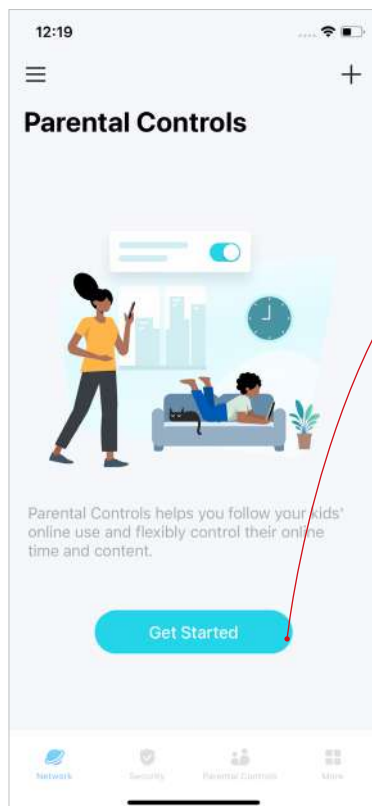 12:19
Parental Controls
Parental Controls helps you follow your kids'
online use and flexibly control their online
time and content.
Get Started
Network
Security
Parental Controls
More